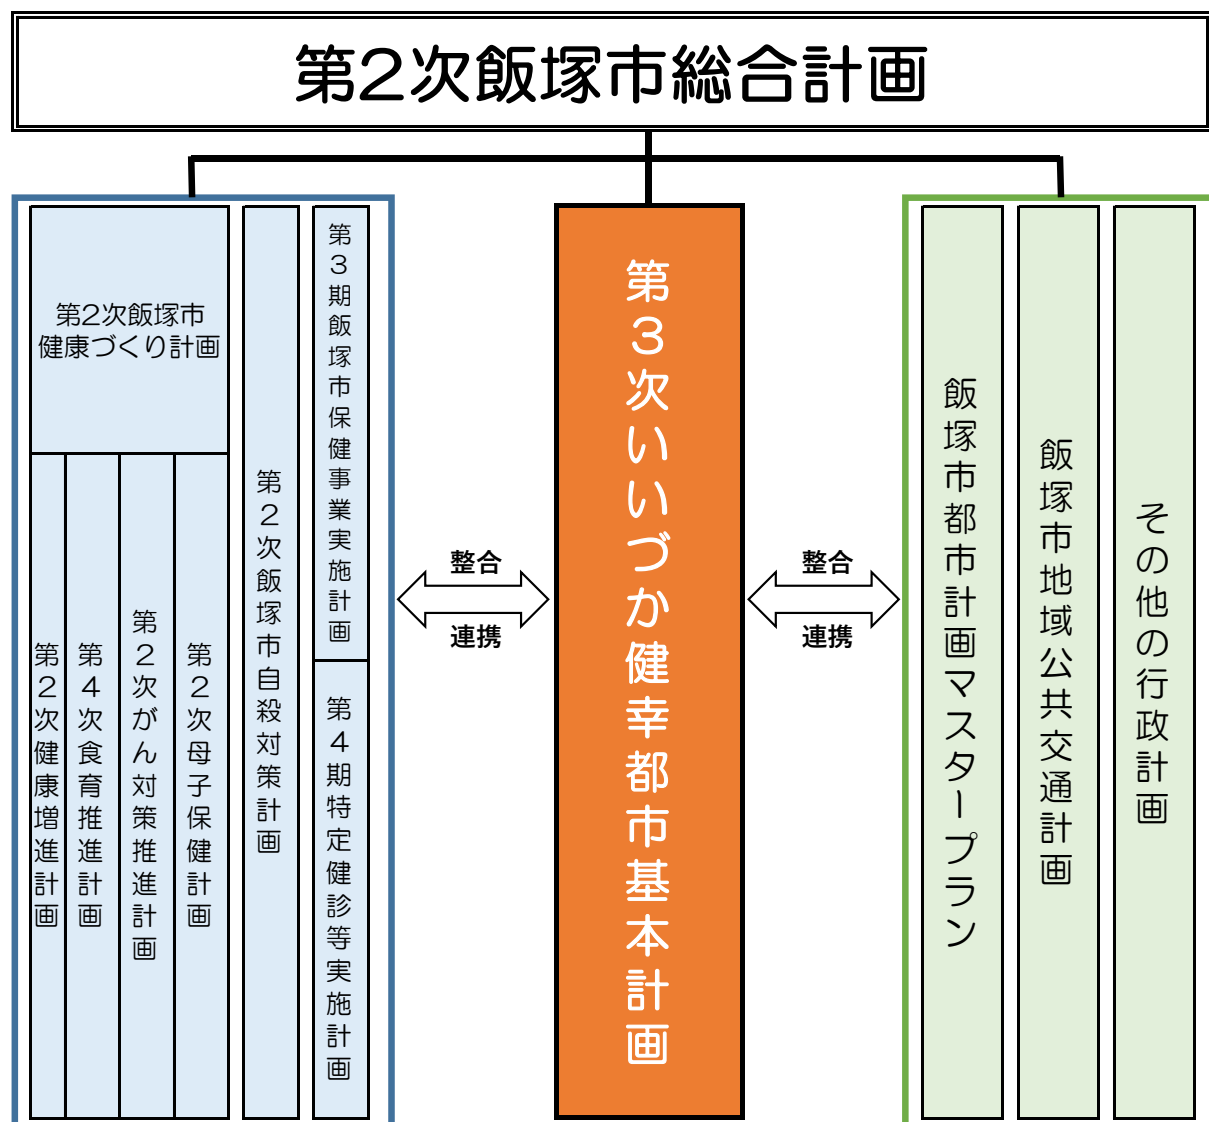 第2次飯塚市総合計画
第2次飯塚市
健康づくり計画
第2次健康増進計画
第4次食育推進計画
第2次がん対策推進計画
第2次母子保健計画
第2次飯塚市自殺対策計画
第3期飯塚市保健事業実施計画
第4期特定健診等実施計画
整合
連携
第3次いいづか健幸都市基本計画
整合
連携
飯塚市都市計画マスタープラン
飯塚市地域公共交通計画
その他の行政計画